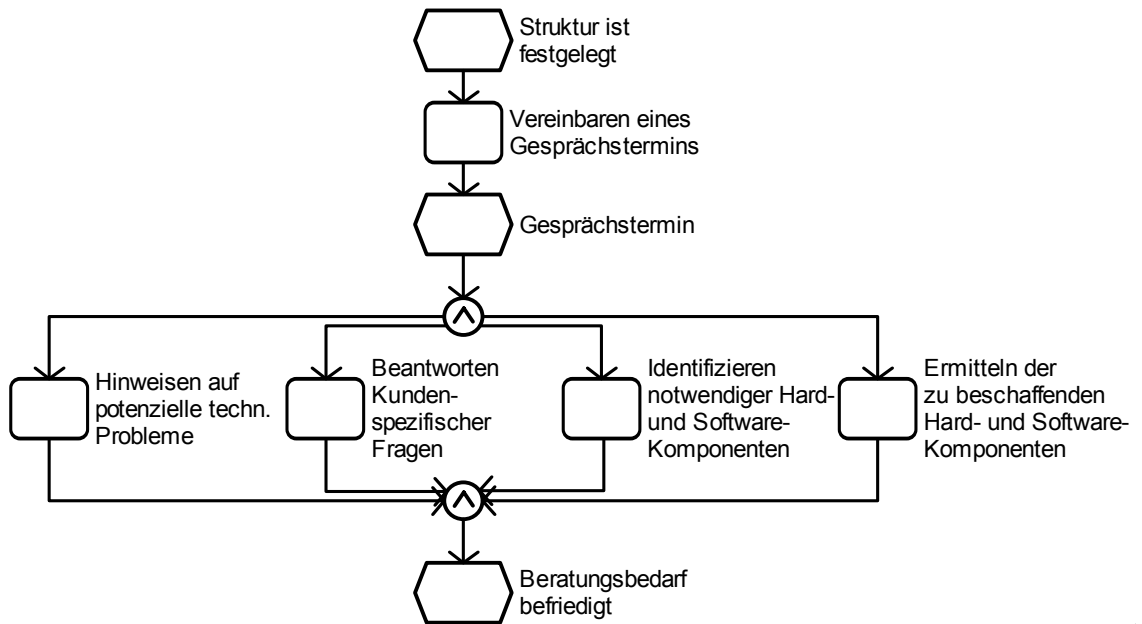 Struktur ist
festgelegt
Vereinbaren eines
Gesprächstermins
Gesprächstermin
Hinweisen auf
potenzielle techn.
Probleme
Beantworten
Kunden-
spezifischer
Fragen
Identifizieren
notwendiger Hard-
und Software-
Komponenten
Ermitteln der
zu beschaffenden
Hard- und Software-
Komponenten
Beratungsbedarf
befriedigt